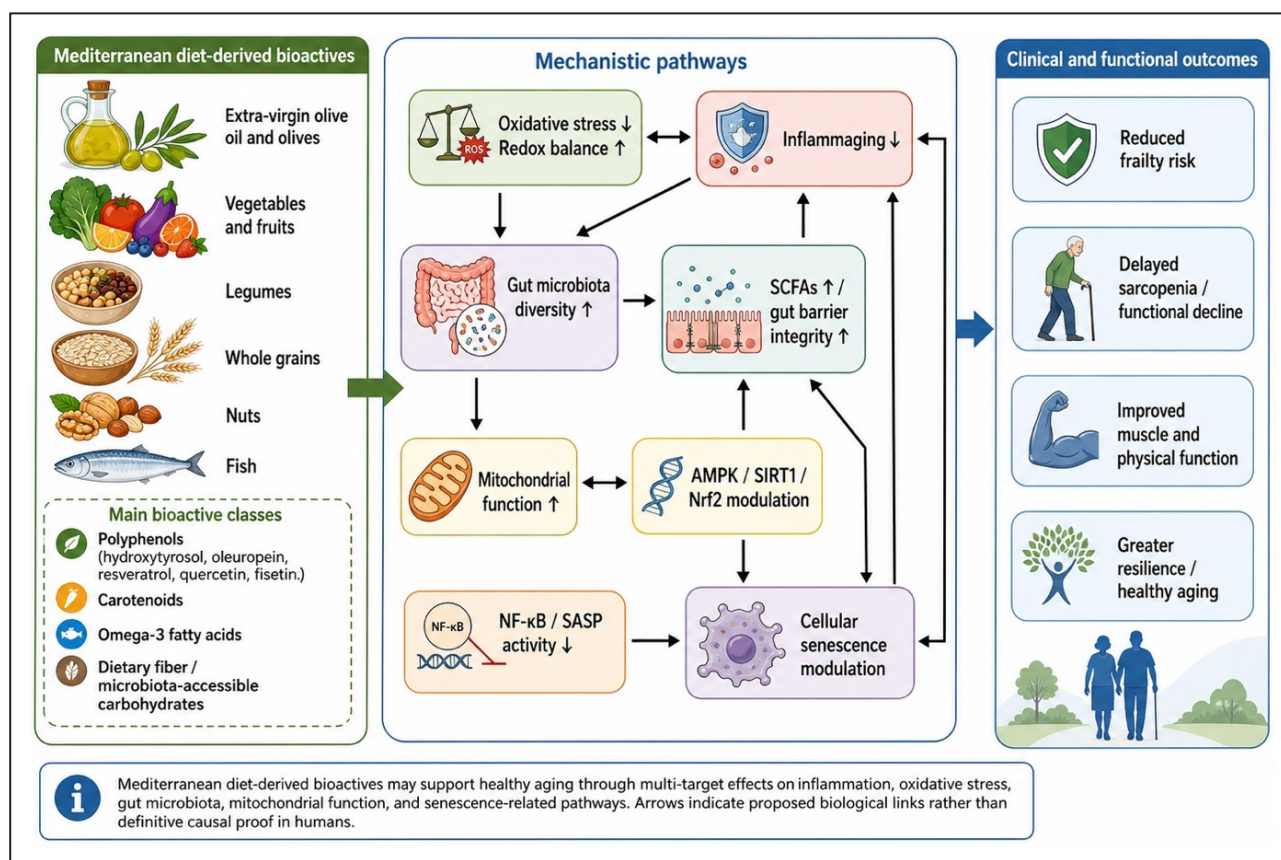 Mediterranean diet-derived bioactives
Extra-virgin olive
oil and olives
Vegetables
and fruits
Legumes
Whole grains
Nuts
Fish
Main bioactive classes
Polyphenols
(hydroxytyrosol, oleuropein,
resveratrol, quercetin, fisetin.)
Carotenoids
Omega-3 fatty acids
Dietary fiber /
microbiota-accessible
carbohydrates
Mechanistic pathways
ROS
Oxidative stress ↓
Redox balance ↑
Inflammaging ↓
Gut microbiota
diversity ↑
SCFAs ↑ /
gut barrier
integrity ↑
Mitochondrial
function ↑
AMPK / SIRT1 /
Nrf2 modulation
NF-κB
NF-κB / SASP
activity ↓
Cellular
senescence
modulation
Clinical and functional outcomes
Reduced
frailty risk
Delayed
sarcopenia /
functional decline
Improved
muscle and
physical function
Greater
resilience /
healthy aging
i
Mediterranean diet-derived bioactives may support healthy aging through multi-target effects on inflammation, oxidative stress,
gut microbiota, mitochondrial function, and senescence-related pathways. Arrows indicate proposed biological links rather than
definitive causal proof in humans.